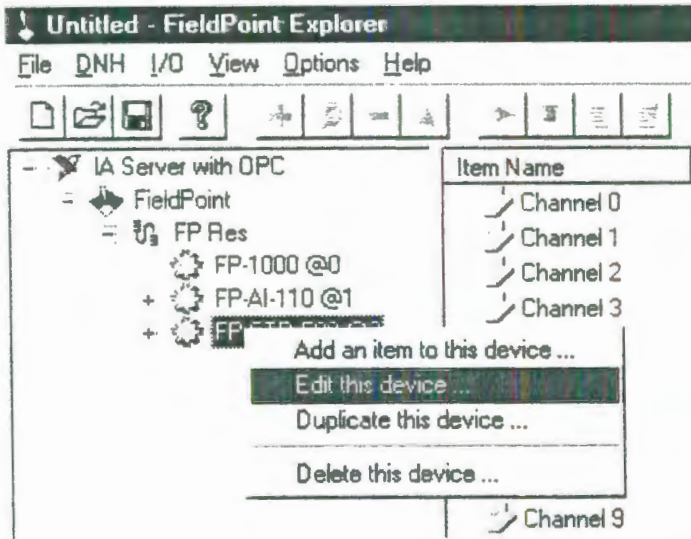 Untitled - FieldPoint Explorer
File DNH I/O View Options Help
IA Server with OPC
FieldPoint
FP Res
FP-1000 @0
FP-AI-110 @1
FP
Item Name
Channel 0
Channel 1
Channel 2
Channel 3
Add an item to this device ...
Edit this device ...
Duplicate this device ...
Delete this device ...
Channel 9